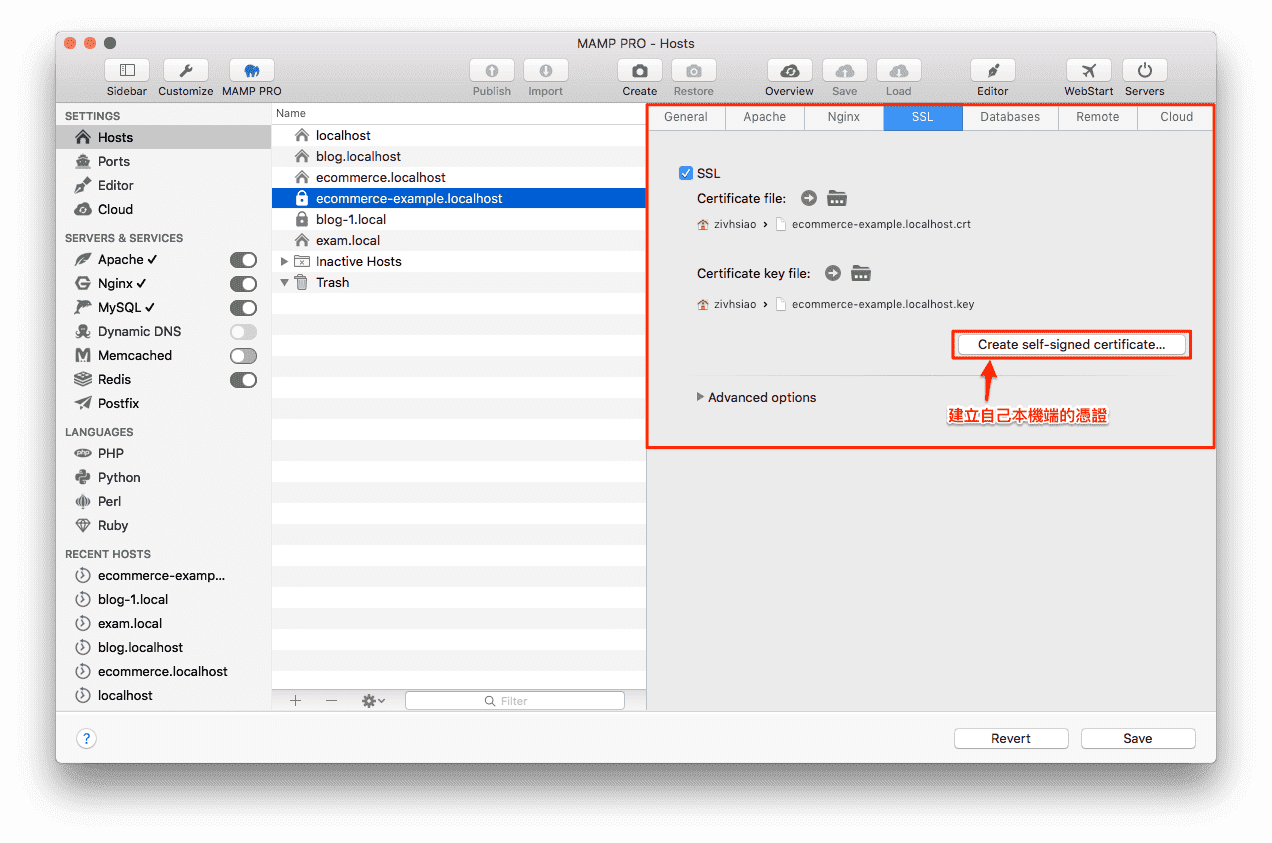 MAMP PRO - Hosts
Sidebar Customize MAMP PRO Publish Import Create Restore Overview Save Load Editor WebStart Servers
SETTINGS
Hosts
Ports
Editor
Cloud
SERVERS & SERVICES
Apache ✓
Nginx ✓
MySQL ✓
Dynamic DNS
Memcached
Redis
Postfix
LANGUAGES
php PHP
Python
Perl
Ruby
RECENT HOSTS
ecommerce-examp...
blog-1.local
exam.local
blog.localhost
ecommerce.localhost
localhost
Name
localhost
blog.localhost
ecommerce.localhost
ecommerce-example.localhost
blog-1.local
exam.local
Inactive Hosts
Trash
Filter
General Apache Nginx SSL Databases Remote Cloud
SSL
Certificate file:
zivhsiao › ecommerce-example.localhost.crt
Certificate key file:
zivhsiao › ecommerce-example.localhost.key
Create self-signed certificate...
Advanced options
建立自己本機端的憑證
?
Revert Save